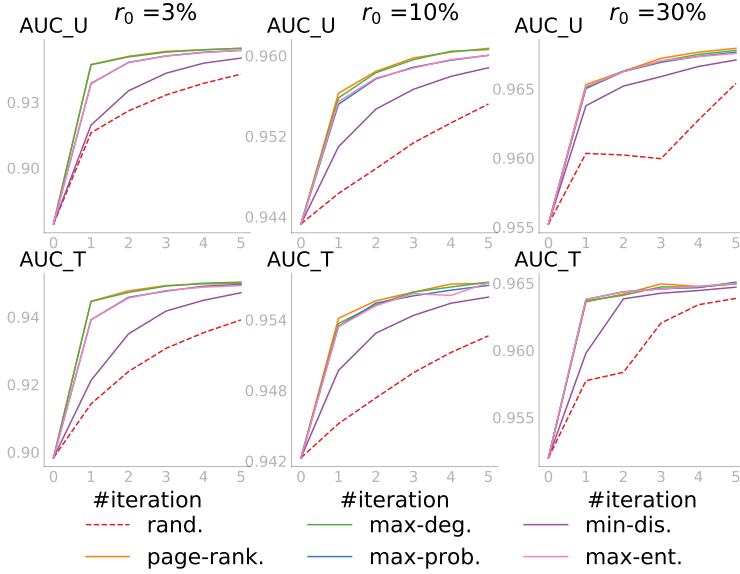 r₀ =3% r₀ =10% r₀ =30%
AUC_U AUC_U AUC_U
0.93
0.90
0 1 2 3 4 5
0.960
0.952
0.944
0 1 2 3 4 5
0.965
0.960
0.955
0 1 2 3 4 5
AUC_T AUC_T AUC_T
0.94
0.92
0.90
0 1 2 3 4 5
0.954
0.948
0.942
0 1 2 3 4 5
0.965
0.960
0.955
0 1 2 3 4 5
#iteration #iteration #iteration
rand. max-deg. min-dis.
page-rank. max-prob. max-ent.